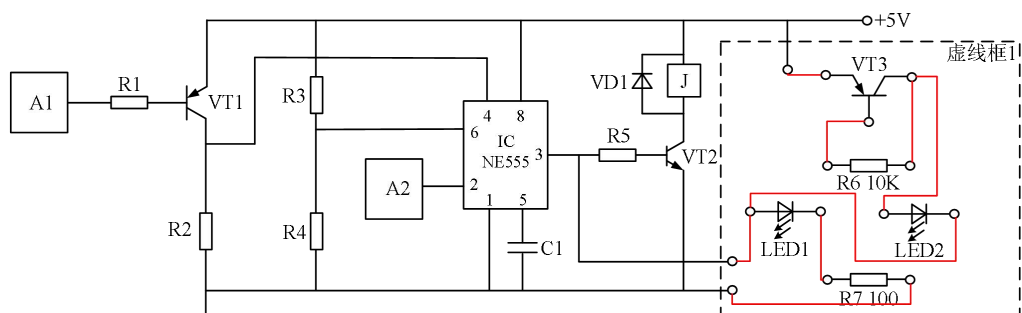 +5V
虚线框1
VT3
R1
A1
VT1
R3
VD1
J
4
8
6
IC
NE555
3
R5
VT2
A2
2
1
5
R6 10K
R2
R4
C1
LED1
LED2
R7 100